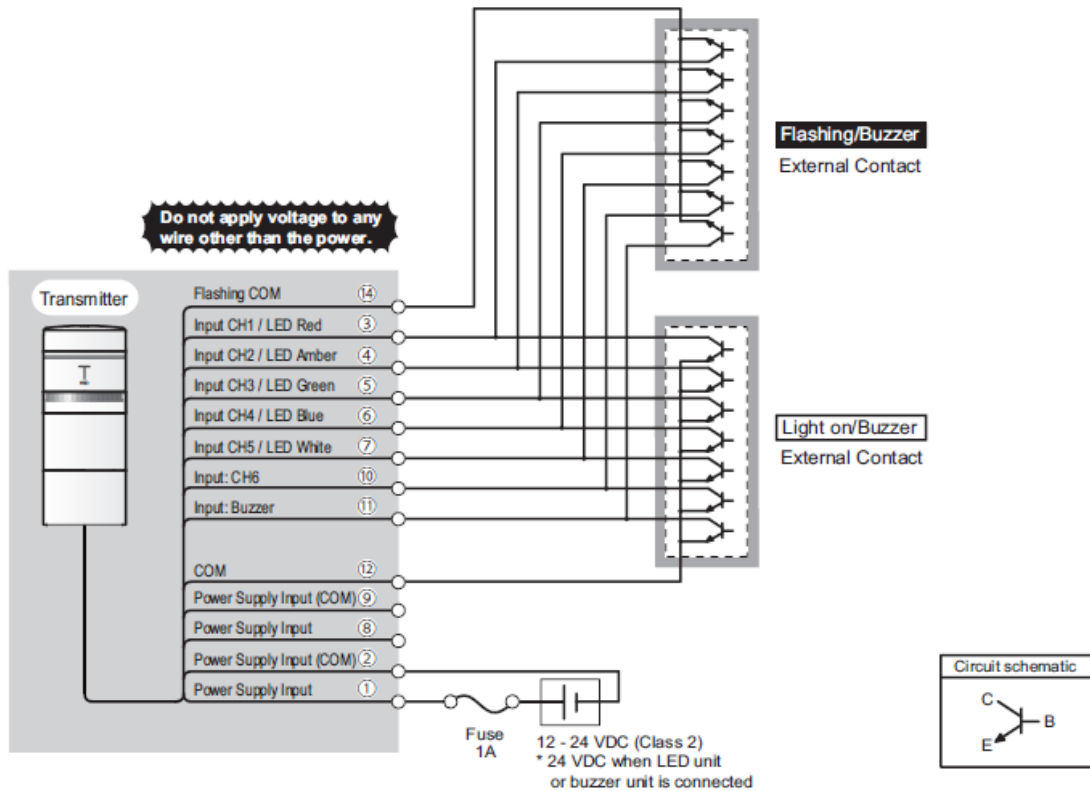 Flashing/Buzzer
External Contact
Do not apply voltage to any
wire other than the power.
Transmitter
Flashing COM ⑭
Input CH1 / LED Red ③
Input CH2 / LED Amber ④
Input CH3 / LED Green ⑤
Input CH4 / LED Blue ⑥
Input CH5 / LED White ⑦
Input: CH6 ⑩
Input: Buzzer ⑪
COM ⑫
Power Supply Input (COM) ⑨
Power Supply Input ⑧
Power Supply Input (COM) ②
Power Supply Input ①
Light on/Buzzer
External Contact
Fuse
1A
12 - 24 VDC (Class 2)
* 24 VDC when LED unit
or buzzer unit is connected
Circuit schematic
C
B
E